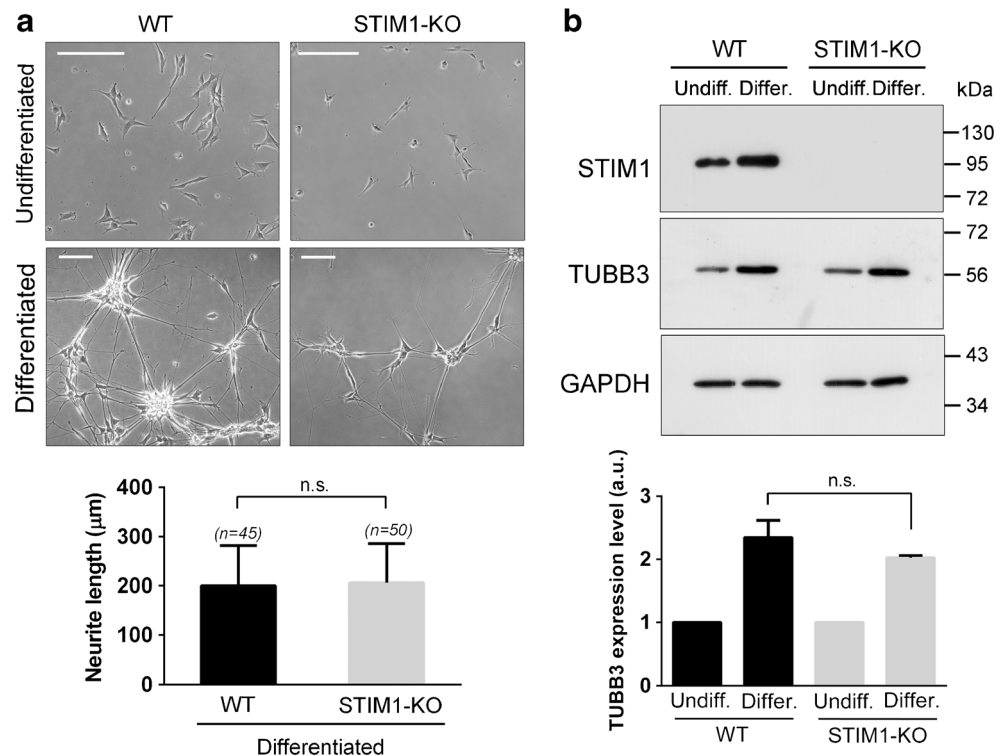 a
WT
STIM1-KO
Undifferentiated
Differentiated
400
300
200
100
0
Neurite length (μm)
n.s.
(n=45)
(n=50)
WT
STIM1-KO
Differentiated
b
WT
STIM1-KO
Undiff. Differ.
Undiff. Differ.
kDa
STIM1
130
95
72
TUBB3
72
56
GAPDH
43
34
TUBB3 expression level (a.u.)
3
2
1
0
n.s.
Undiff. Differ.
Undiff. Differ.
WT
STIM1-KO